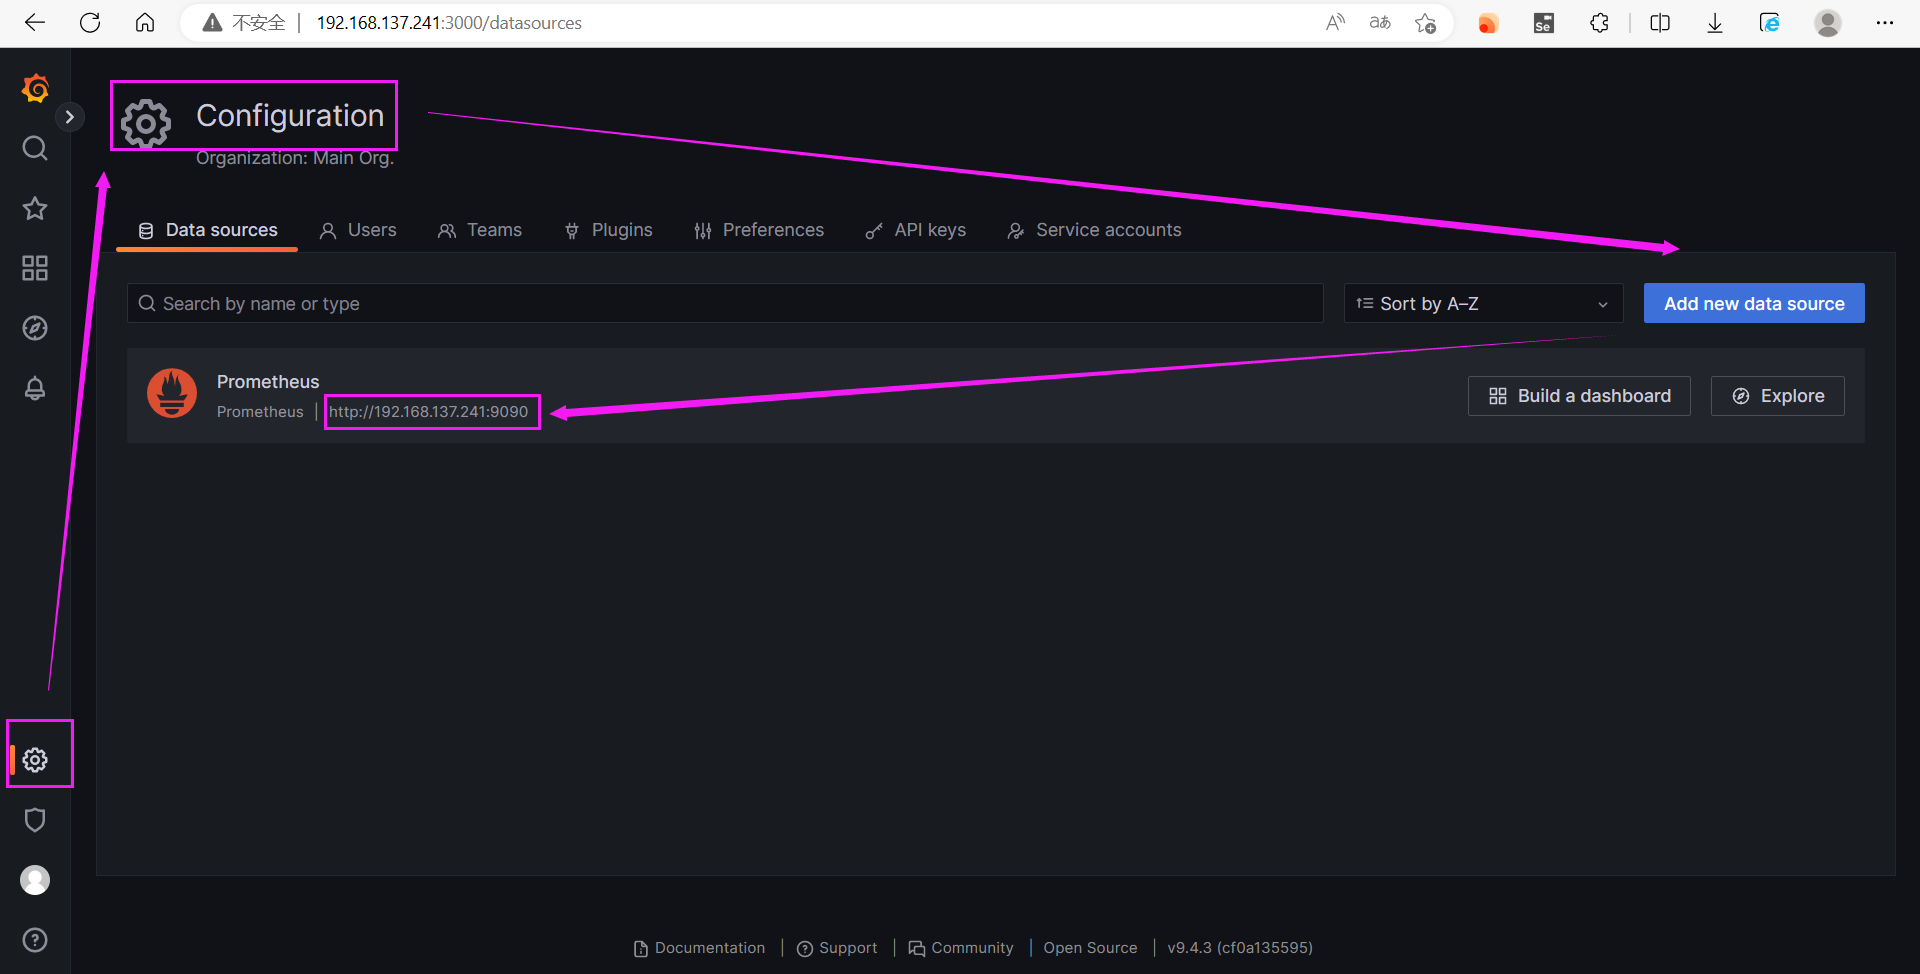 不安全 | 192.168.137.241:3000/datasources
Configuration
Organization: Main Org.
Data sources Users Teams Plugins Preferences API keys Service accounts
Search by name or type Sort by A–Z Add new data source
Prometheus
Prometheus | http://192.168.137.241:9090
Build a dashboard Explore
Documentation | Support | Community | Open Source | v9.4.3 (cf0a135595)